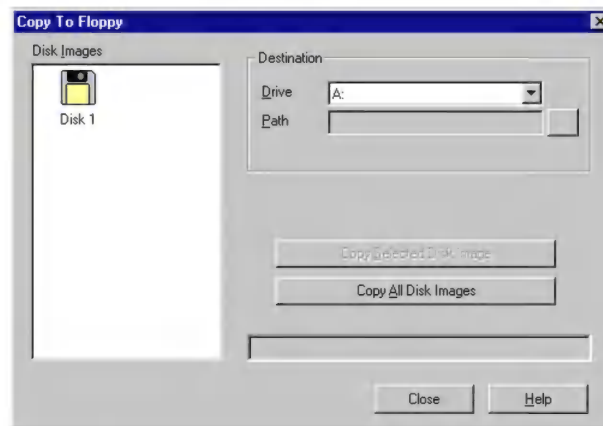 Copy To Floppy
Disk Images
Disk 1
Destination
Drive
A:
Path
Copy Selected Disk Image
Copy All Disk Images
Close
Help